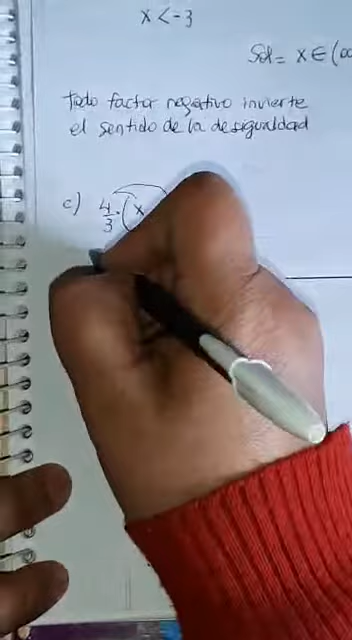 x < -3
Sol = x ∈ (
todo factor negativo invierte
el sentido de la desigualdad
c) 4/3 · (x